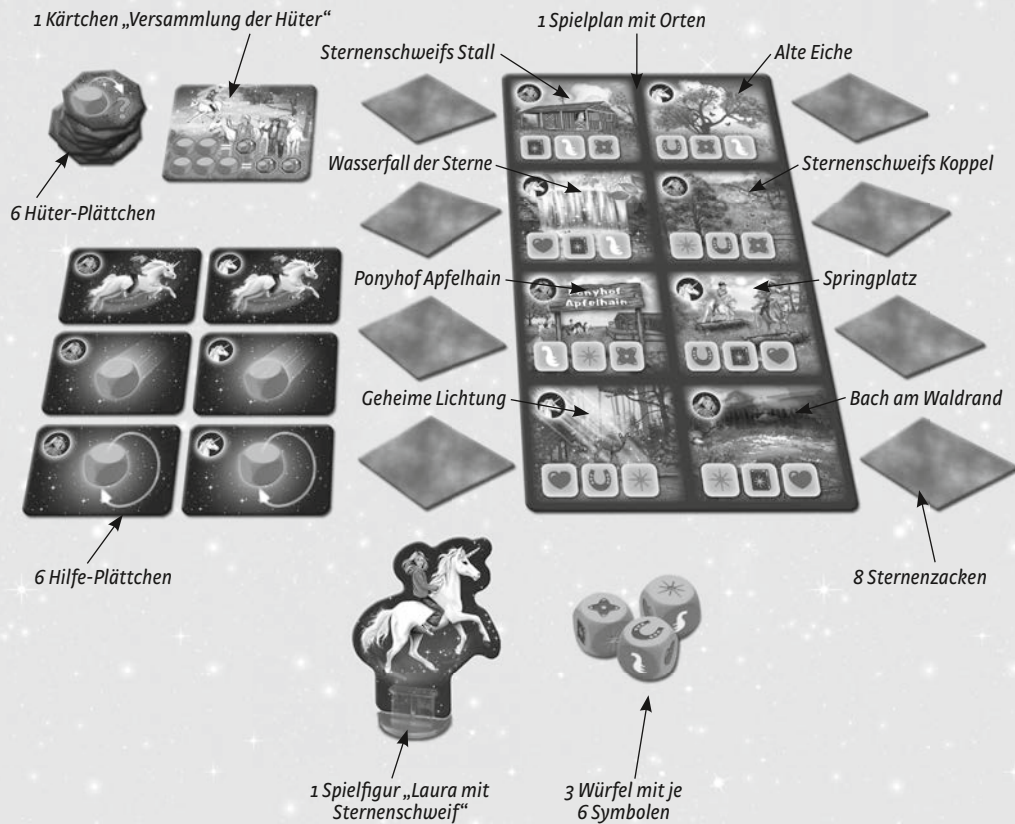 1 Kärtchen „Versammlung der Hüter“
1 Spielplan mit Orten
Sternenschweifs Stall
Alte Eiche
Wasserfall der Sterne
Sternenschweifs Koppel
6 Hüter-Plättchen
Ponyhof Apfelhain
Ponyhof
Apfelhain
Springplatz
Geheime Lichtung
Bach am Waldrand
6 Hilfe-Plättchen
8 Sternenzacken
1 Spielfigur „Laura mit
Sternenschweif“
3 Würfel mit je
6 Symbolen